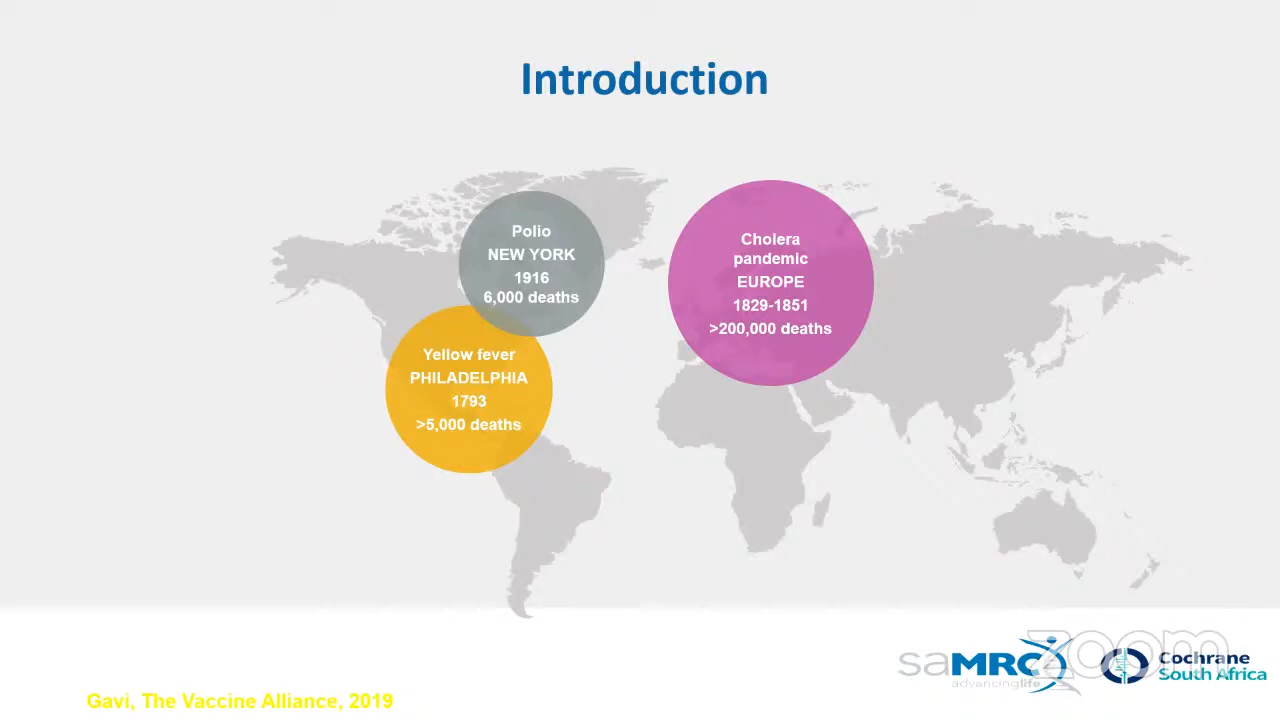 Introduction
Polio
NEW YORK
1916
6,000 deaths
Cholera
pandemic
EUROPE
1829-1851
>200,000 deaths
Yellow fever
PHILADELPHIA
1793
>5,000 deaths
saMRC
advancinglife
zoom
Cochrane
South Africa
Gavi, The Vaccine Alliance, 2019